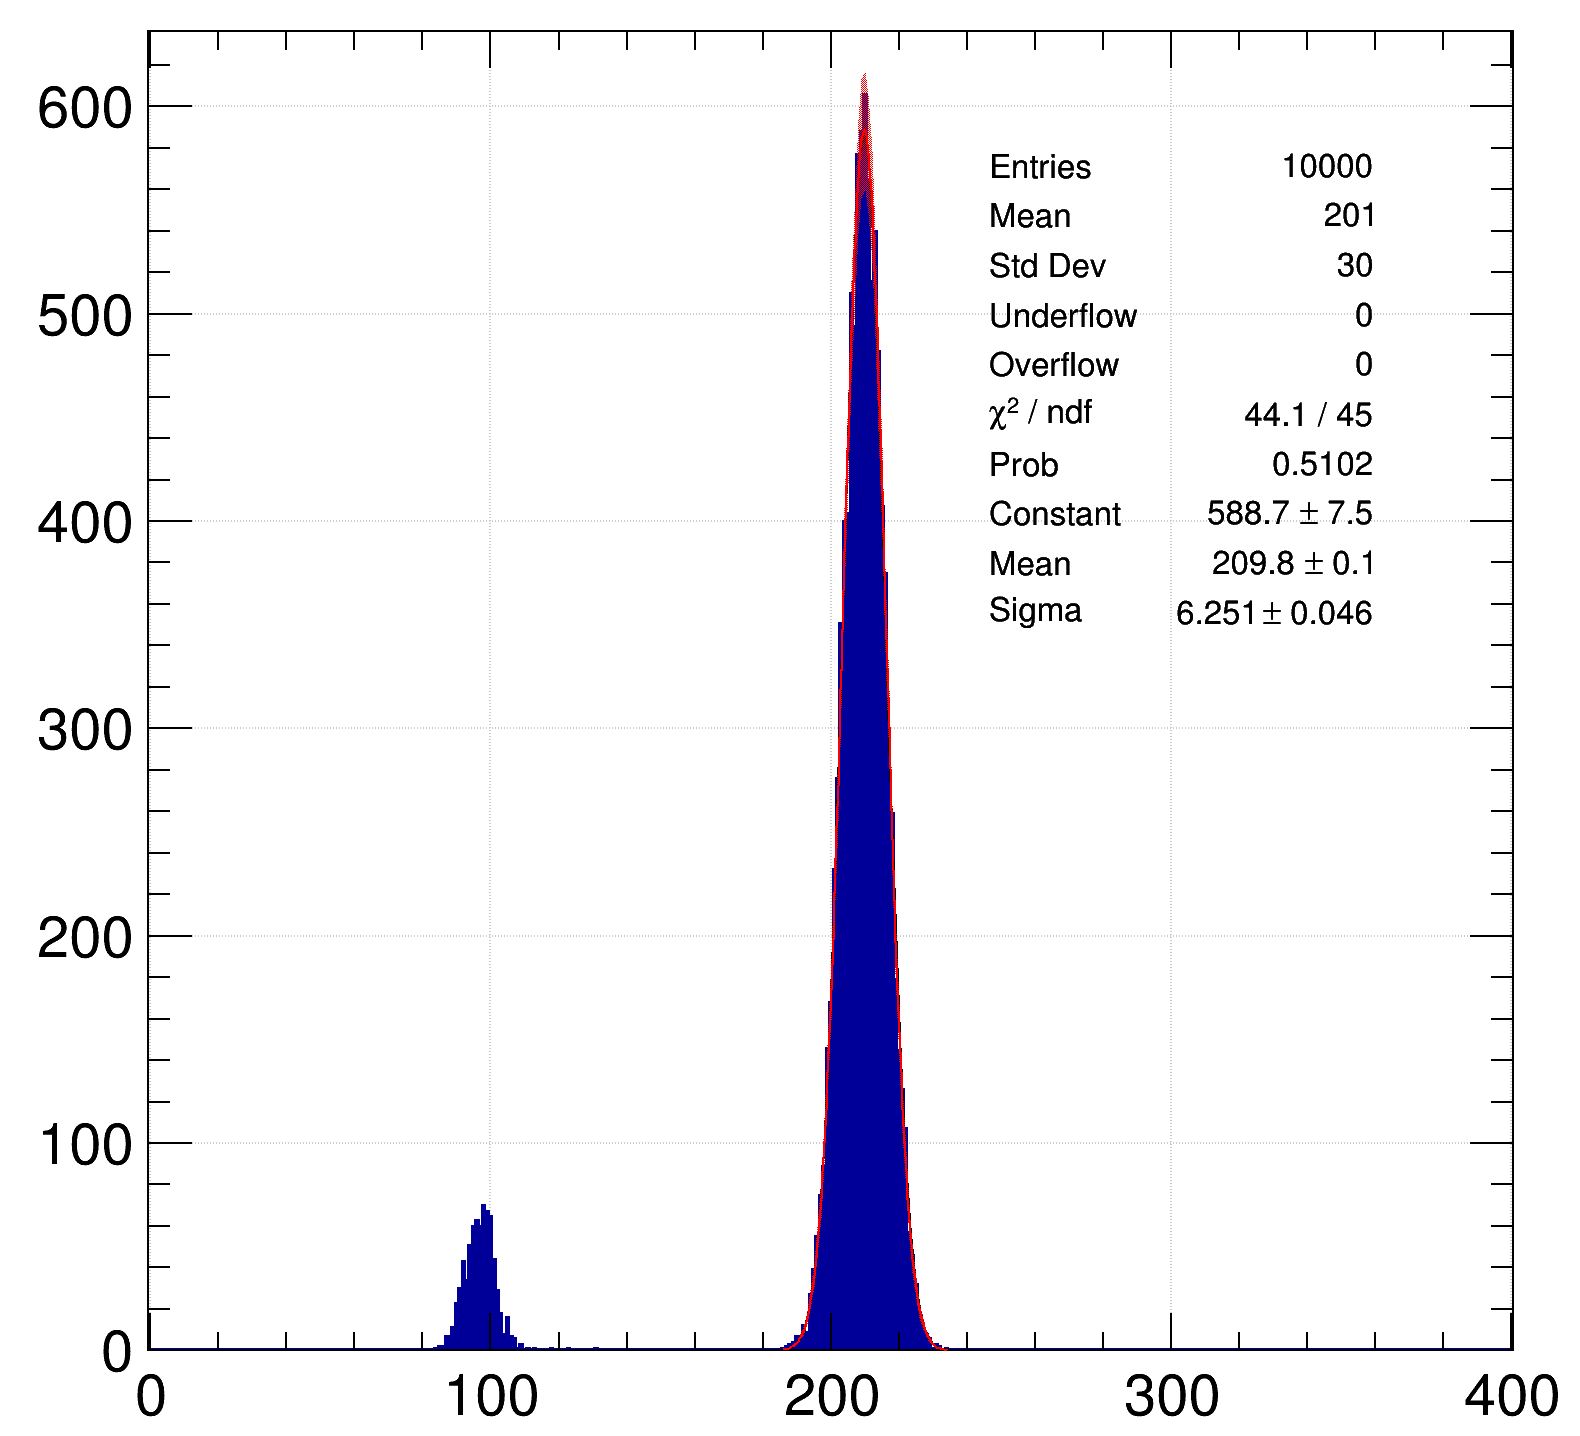 600
500
400
300
200
100
0
0 100 200 300 400
Entries 10000
Mean 201
Std Dev 30
Underflow 0
Overflow 0
χ² / ndf 44.1 / 45
Prob 0.5102
Constant 588.7 ± 7.5
Mean 209.8 ± 0.1
Sigma 6.251 ± 0.046